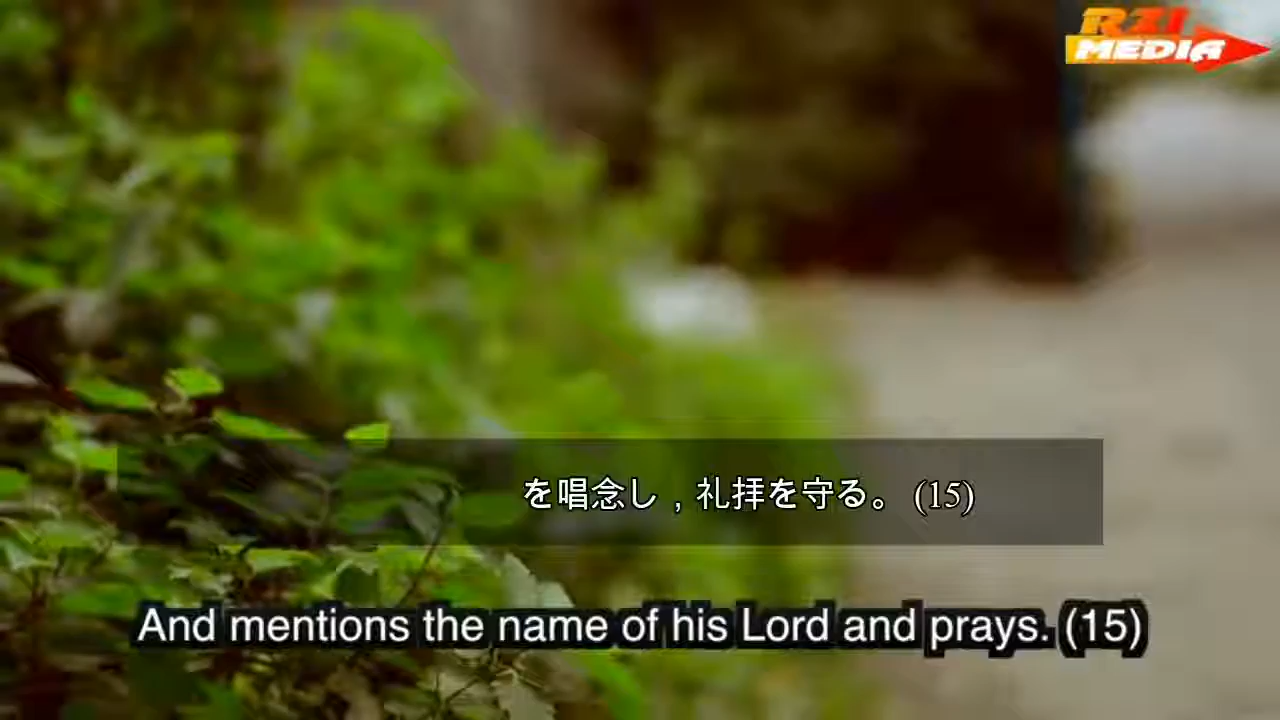 RJI
MEDIA
を唱念し , 礼拝を守る。 (15)
And mentions the name of his Lord and prays. (15)